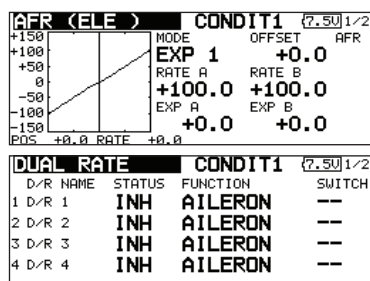 AFR (ELE ) CONDIT1 7.5V 1/2
+150
+100
+50
0
-50
-100
-150
MODE OFFSET AFR
EXP 1 +0.0
RATE A RATE B
+100.0 +100.0
EXP A EXP B
+0.0 +0.0
POS +0.0 RATE +0.0
DUAL RATE CONDIT1 7.5V 1/2
D/R NAME STATUS FUNCTION SWITCH
1 D/R 1 INH AILERON --
2 D/R 2 INH AILERON --
3 D/R 3 INH AILERON --
4 D/R 4 INH AILERON --